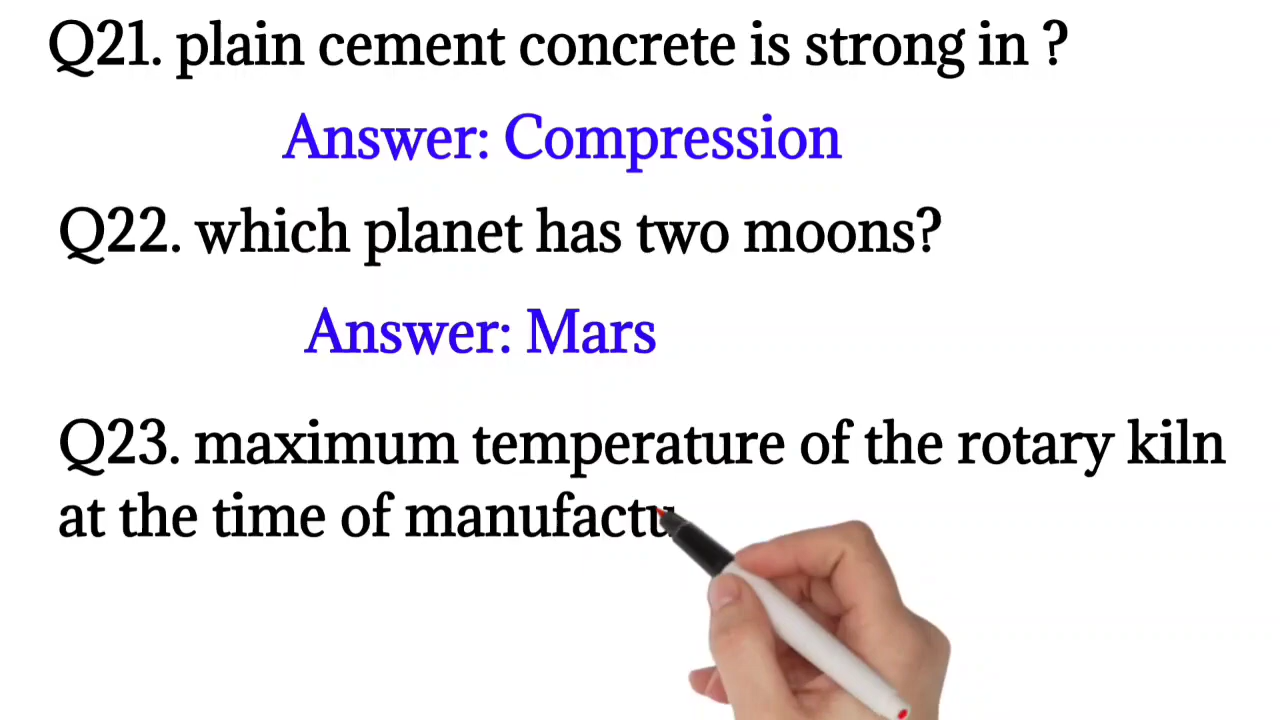 Q21. plain cement concrete is strong in ?
Answer: Compression
Q22. which planet has two moons?
Answer: Mars
Q23. maximum temperature of the rotary kiln
at the time of manufactu